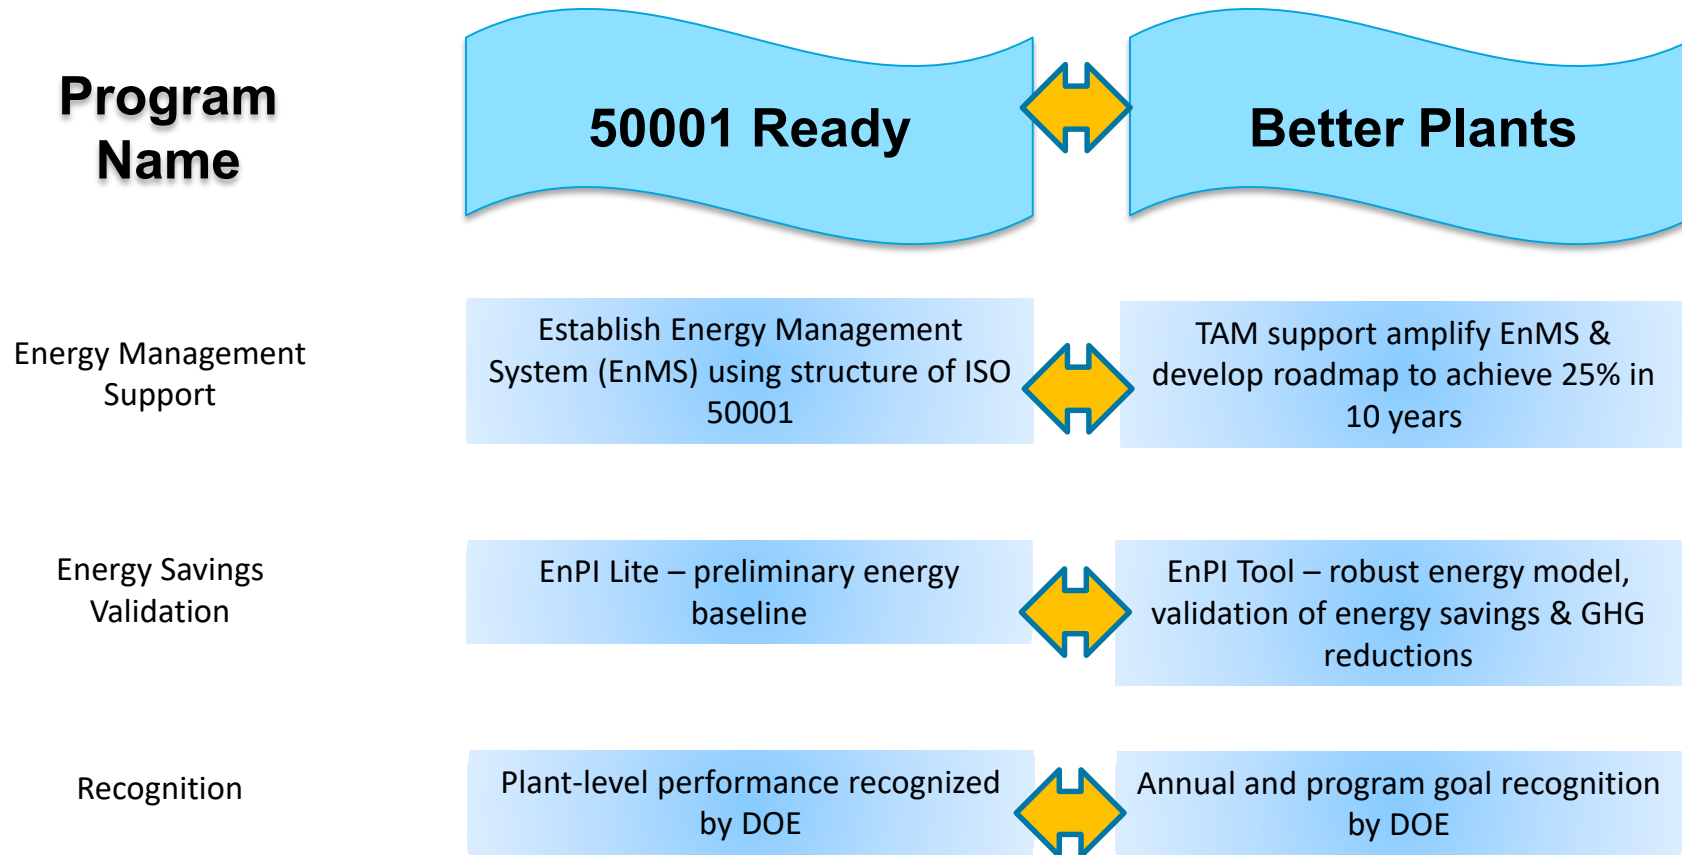 Program
Name
50001 Ready
Better Plants
Energy Management
Support
Establish Energy Management
System (EnMS) using structure of ISO
50001
TAM support amplify EnMS &
develop roadmap to achieve 25% in
10 years
Energy Savings
Validation
EnPI Lite – preliminary energy
baseline
EnPI Tool – robust energy model,
validation of energy savings & GHG
reductions
Recognition
Plant-level performance recognized
by DOE
Annual and program goal recognition
by DOE